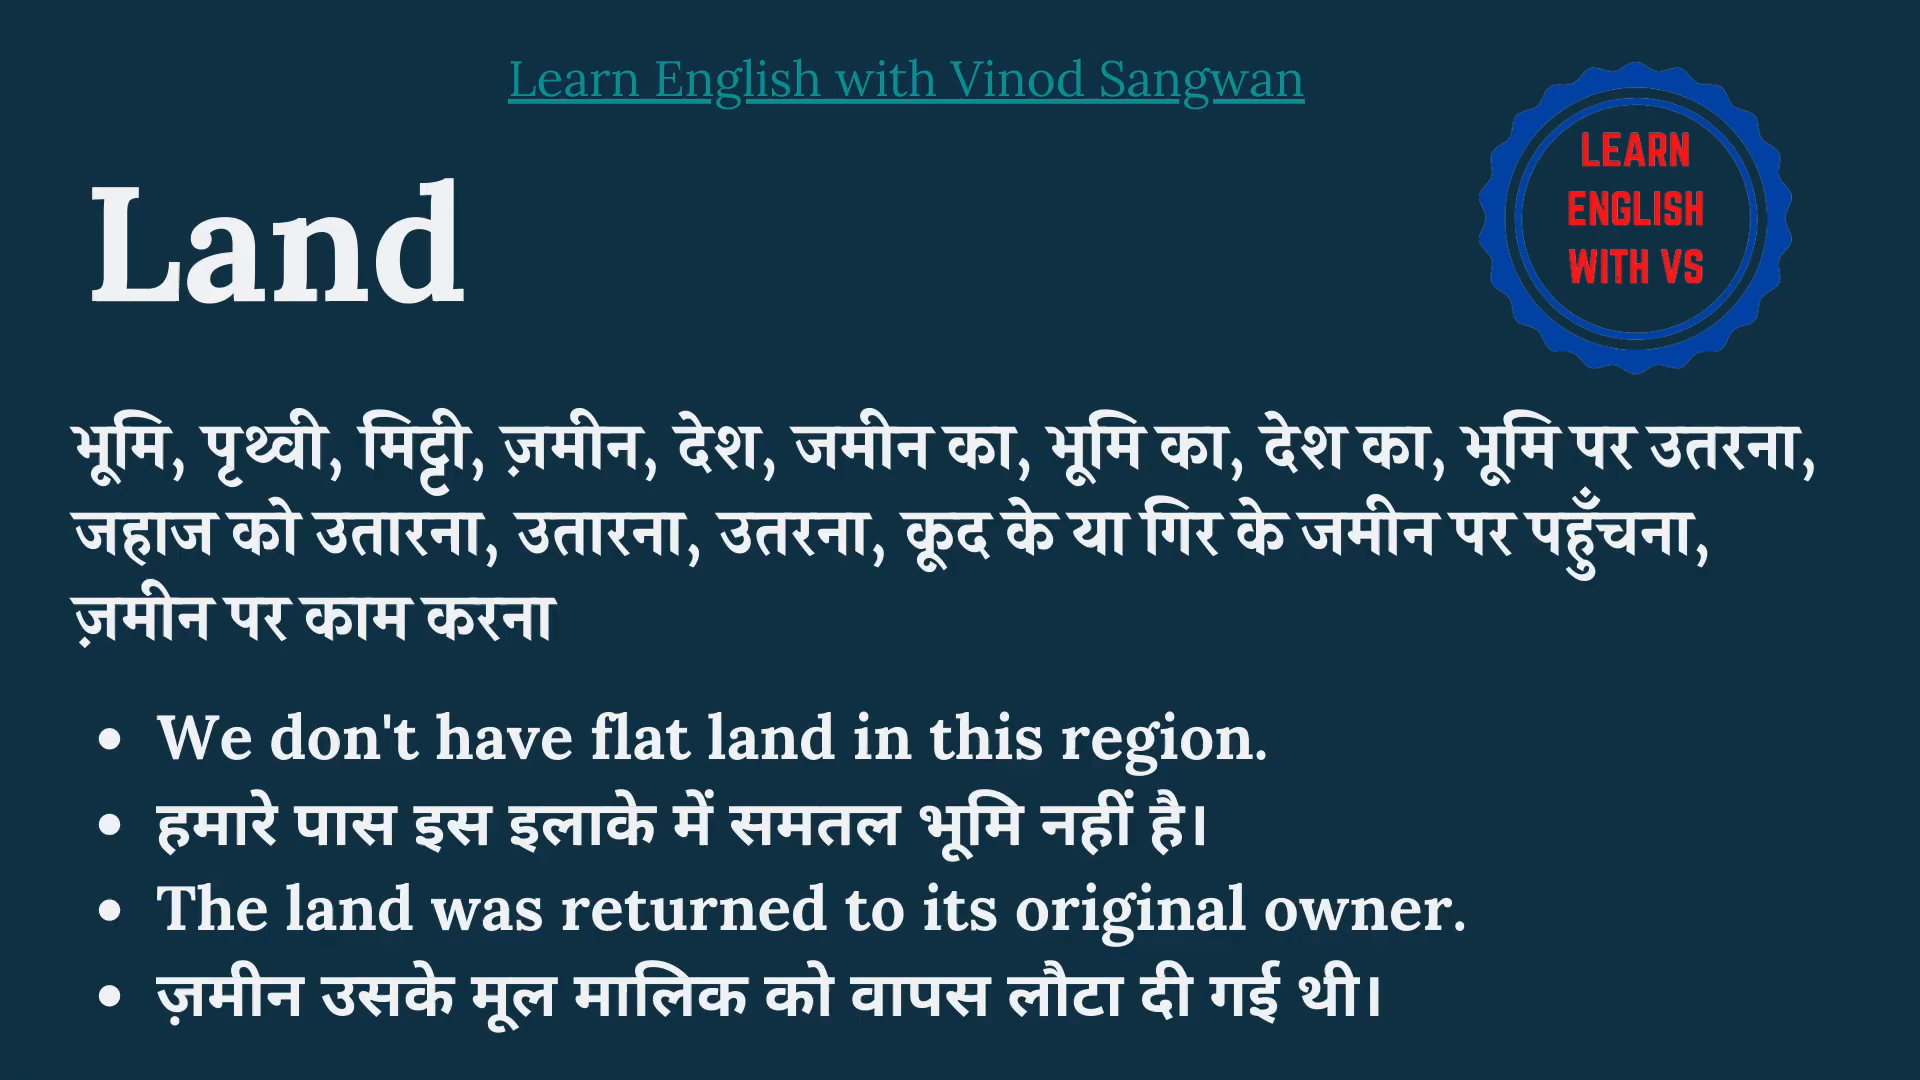 Learn English with Vinod Sangwan
LEARN
ENGLISH
WITH VS
Land
भूमि, पृथ्वी, मिट्टी, ज़मीन, देश, जमीन का, भूमि का, देश का, भूमि पर उतरना,
जहाज को उतारना, उतारना, उतरना, कूद के या गिर के जमीन पर पहुँचना,
ज़मीन पर काम करना
• We don't have flat land in this region.
• हमारे पास इस इलाके में समतल भूमि नहीं है।
• The land was returned to its original owner.
• ज़मीन उसके मूल मालिक को वापस लौटा दी गई थी।